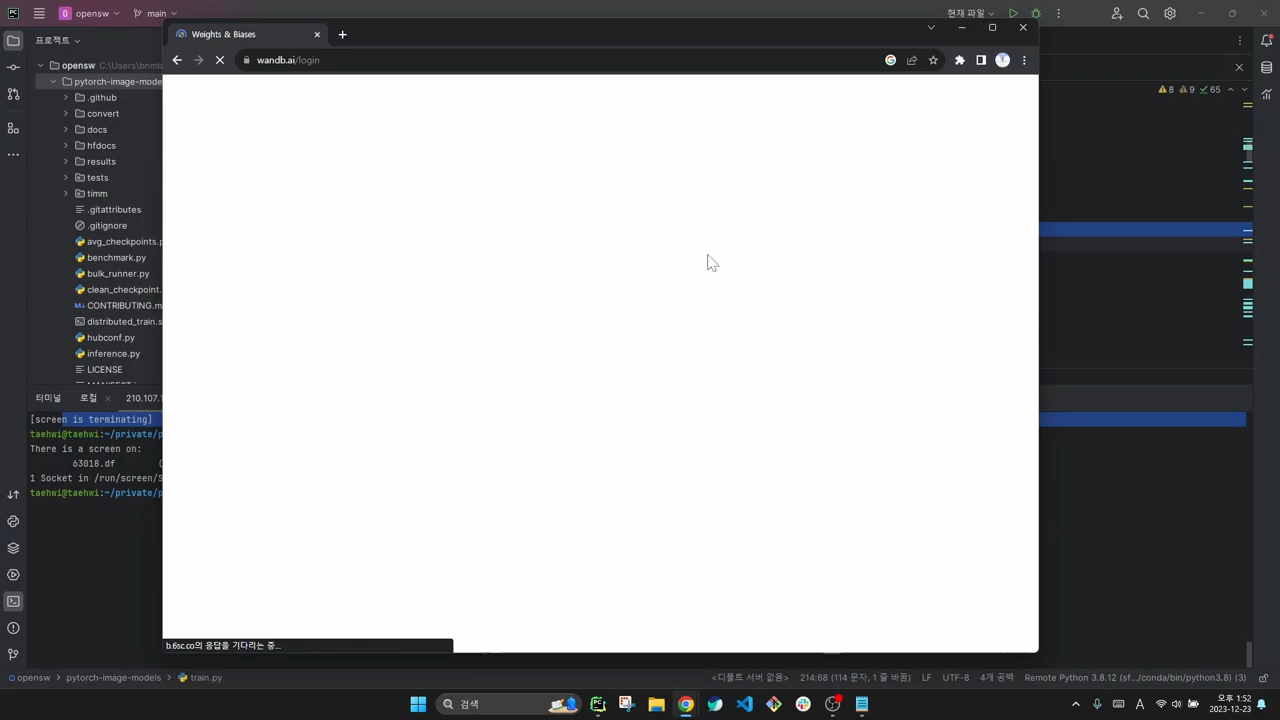 opensw
main
현재 파일
프로젝트
Weights & Biases
wandb.ai/login
opensw C:\Users\bnmb
pytorch-image-mode
8 9 65
.github
convert
docs
hfdocs
results
tests
timm
.gitattributes
.gitignore
avg_checkpoints.p
benchmark.py
bulk_runner.py
clean_checkpoint.
CONTRIBUTING.m
distributed_train.s
hubconf.py
inference.py
LICENSE
터미널 로컬 210.107.1
[screen is terminating]
taehwi@taehwi:~/private/p
There is a screen on:
63018.df (
1 Socket in /run/screen/S
taehwi@taehwi:~/private/p
b.6sc.co의 응답을 기다리는 중...
opensw > pytorch-image-models > train.py
<디폴트 서버 없음> 214:68 (114 문자, 1 줄 바꿈) LF UTF-8 4개 공백 Remote Python 3.8.12 (sf.../conda/bin/python3.8) (3)
검색
A
오후 1:52
2023-12-23